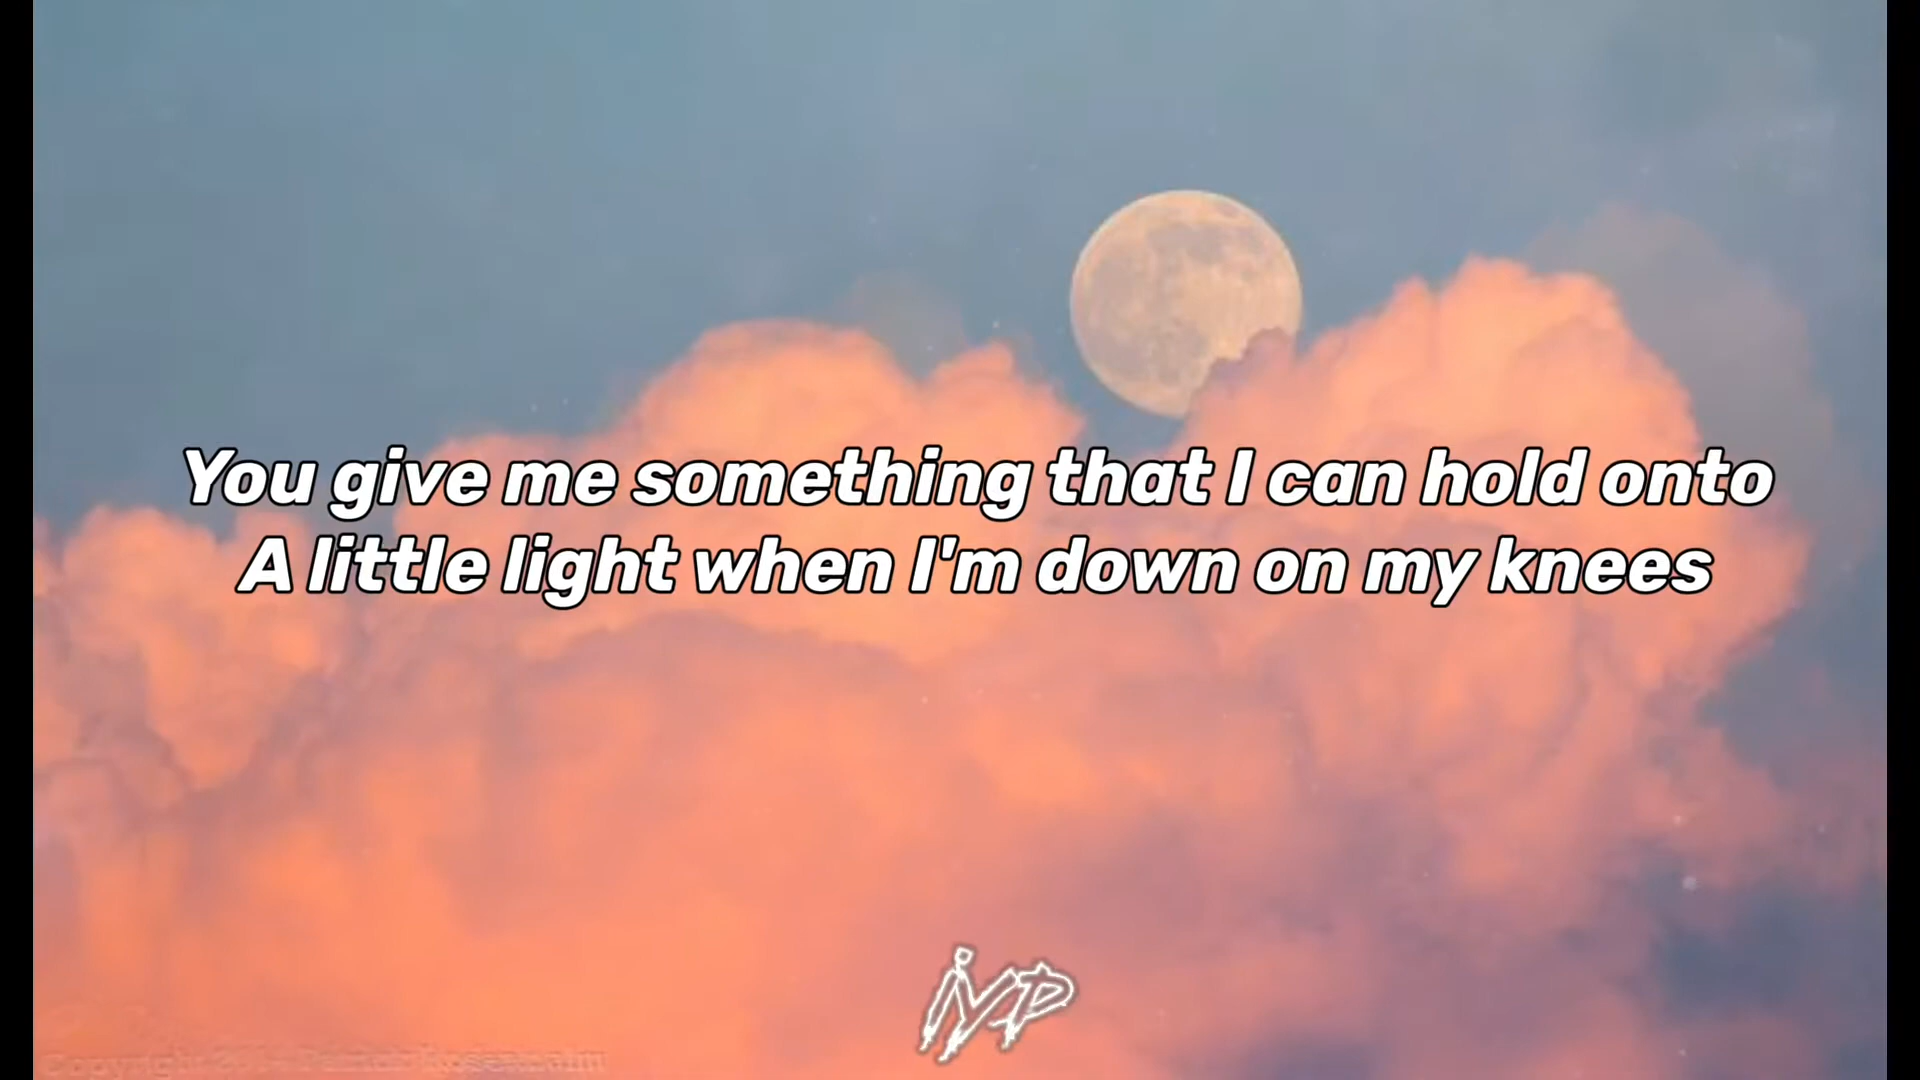 You give me something that I can hold onto
A little light when I'm down on my knees